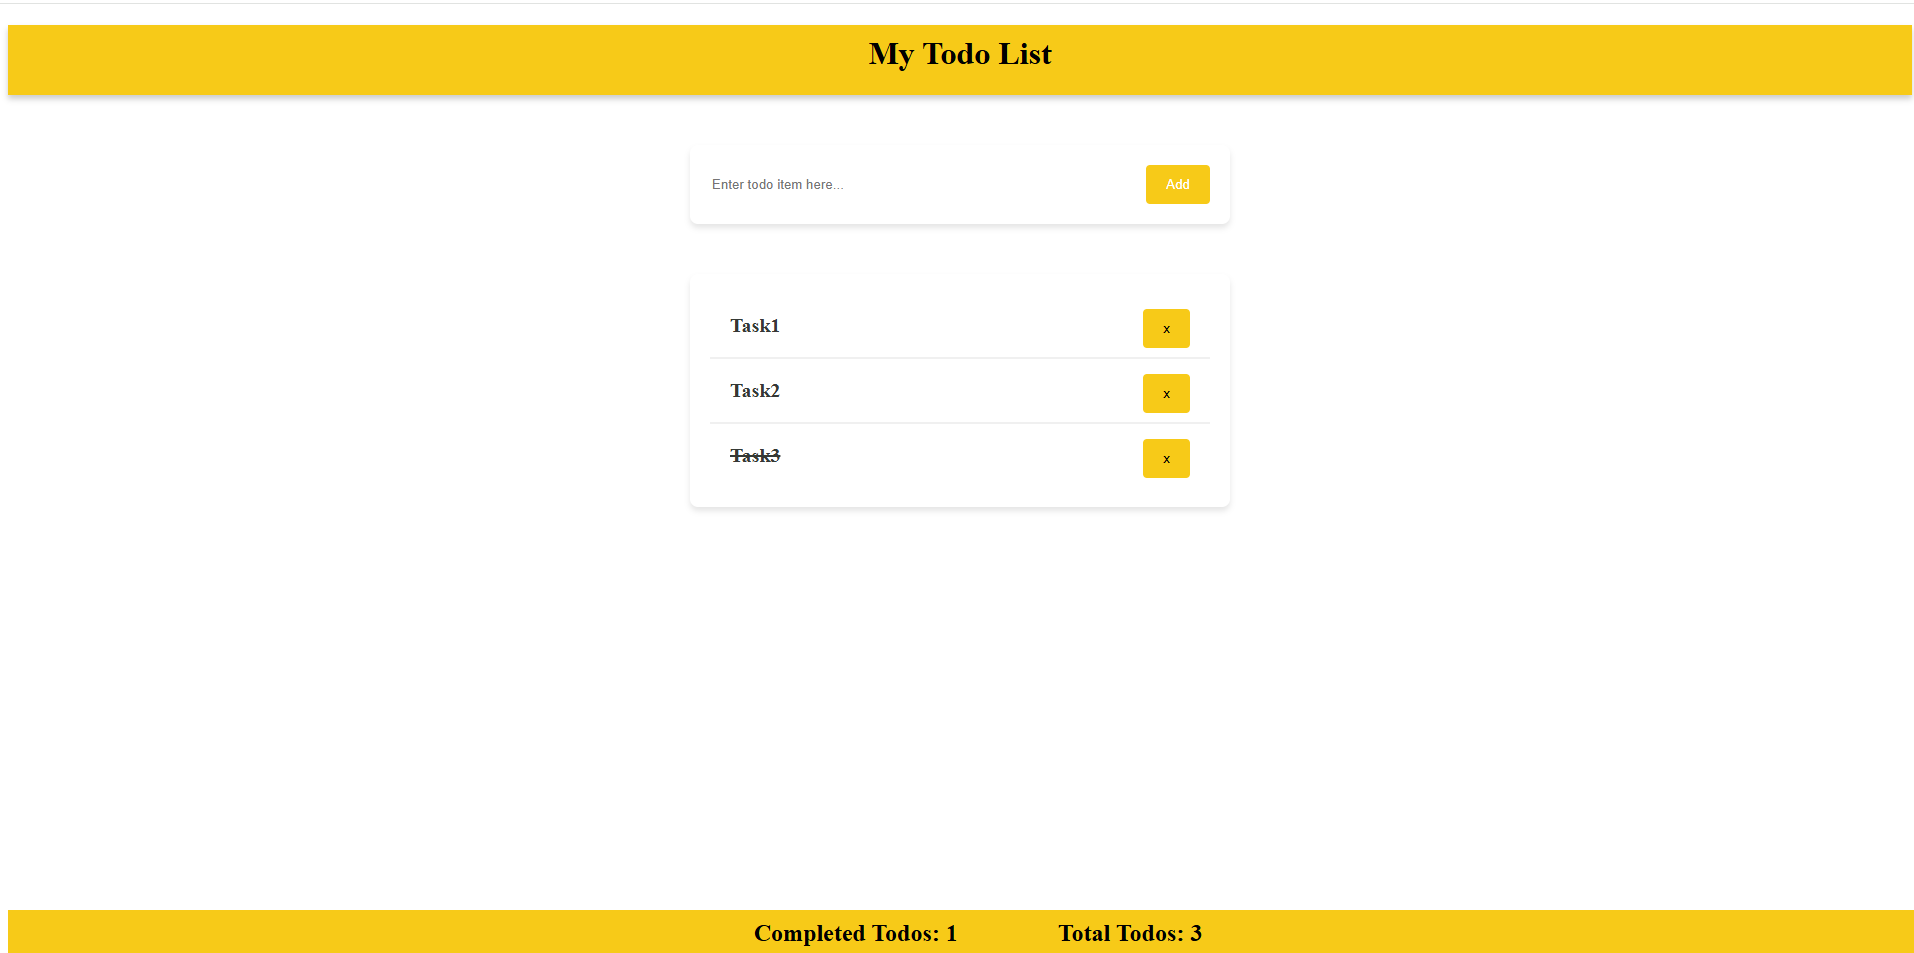 My Todo List
Enter todo item here...
Add
Task1
x
Task2
x
Task3
x
Completed Todos: 1 Total Todos: 3